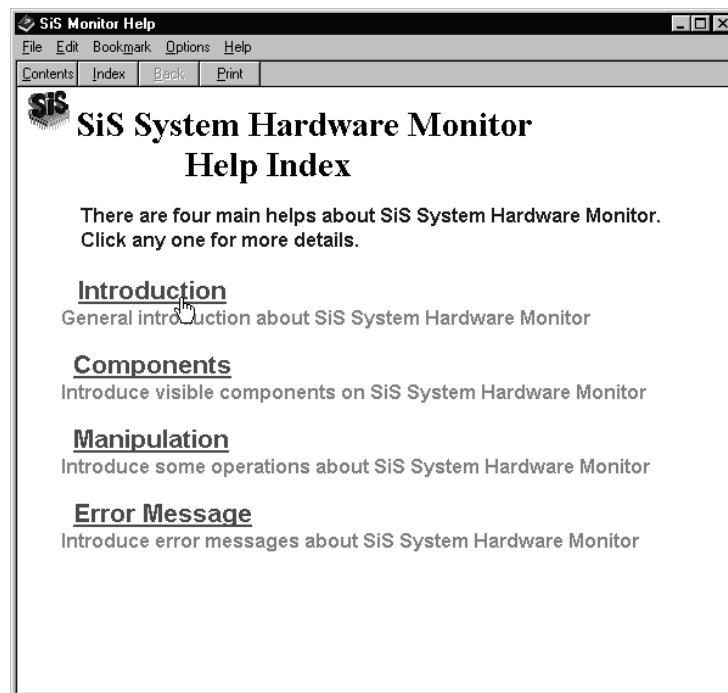 SiS Monitor Help
File Edit Bookmark Options Help
Contents Index Back Print
SiS
SiS System Hardware Monitor
Help Index
There are four main helps about SiS System Hardware Monitor.
Click any one for more details.
Introduction
General introduction about SiS System Hardware Monitor
Components
Introduce visible components on SiS System Hardware Monitor
Manipulation
Introduce some operations about SiS System Hardware Monitor
Error Message
Introduce error messages about SiS System Hardware Monitor